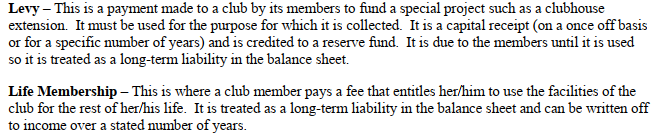 Levy – This is a payment made to a club by its members to fund a special project such as a clubhouse
extension.  It must be used for the purpose for which it is collected.  It is a capital receipt (on a once off basis
or for a specific number of years) and is credited to a reserve fund.  It is due to the members until it is used
so it is treated as a long-term liability in the balance sheet.

Life Membership – This is where a club member pays a fee that entitles her/him to use the facilities of the
club for the rest of her/his life.  It is treated as a long-term liability in the balance sheet and can be written off
to income over a stated number of years.